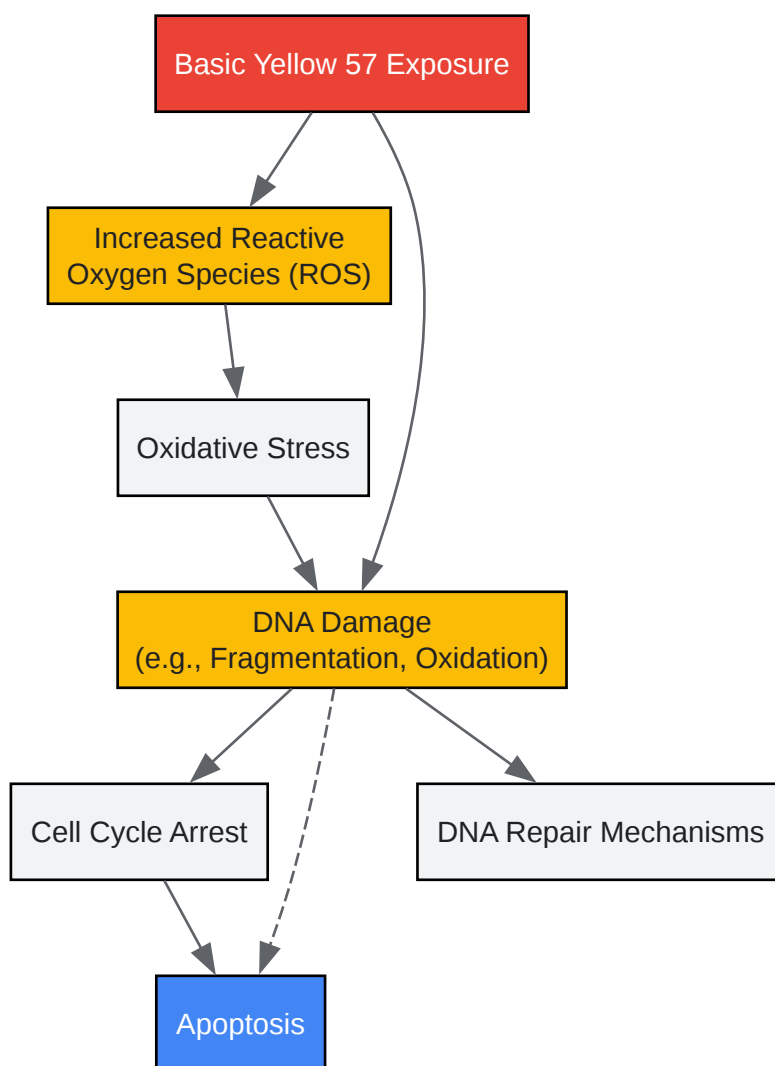 Basic Yellow 57 Exposure
Increased Reactive
Oxygen Species (ROS)
Oxidative Stress
DNA Damage
(e.g., Fragmentation, Oxidation)
Cell Cycle Arrest
DNA Repair Mechanisms
Apoptosis